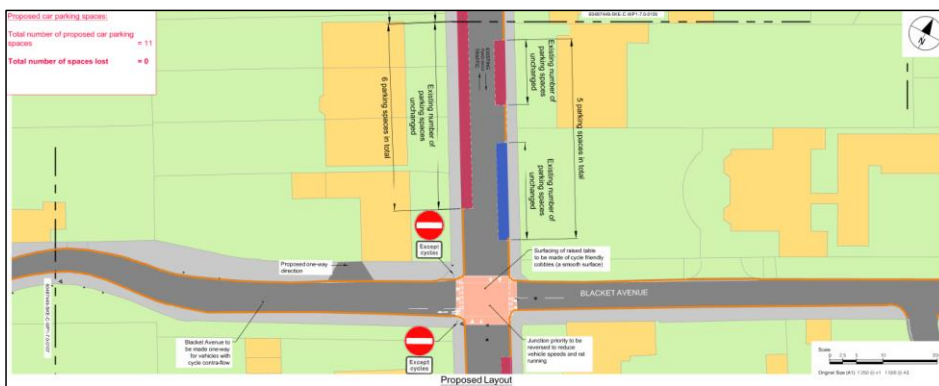 Proposed car parking spaces:
Total number of proposed car parking
spaces = 11
Total number of spaces lost = 0
N
6 parking spaces in total
Existing number of
parking spaces
unchanged
Existing number of
parking spaces
unchanged
Existing number of
parking spaces
unchanged
5 parking spaces in total
Except
cycles
Proposed one-way
direction
Surfacing of raised table
to be made of cycle friendly
cobbles (a smooth surface)
BLACKET AVENUE
Blacket Avenue to
be made one-way
for vehicles with
cycle contra-flow
Except
cycles
Junction priority to be
reversed to reduce
vehicle speeds and rat
running
Scale
Proposed Layout